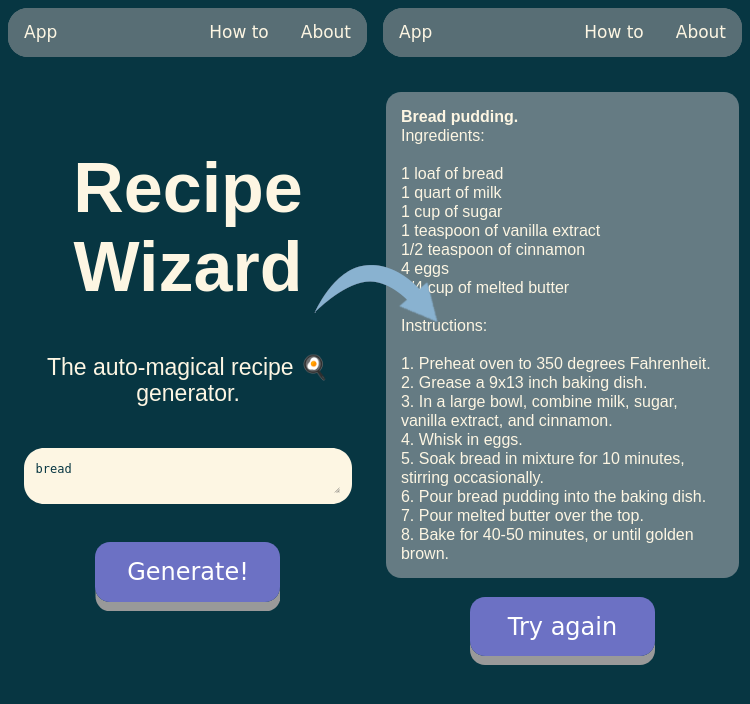 App How to About
Recipe
Wizard
The auto-magical recipe
generator.
bread
Generate!
App How to About
Bread pudding.
Ingredients:
1 loaf of bread
1 quart of milk
1 cup of sugar
1 teaspoon of vanilla extract
1/2 teaspoon of cinnamon
4 eggs
cup of melted butter
Instructions:
1. Preheat oven to 350 degrees Fahrenheit.
2. Grease a 9x13 inch baking dish.
3. In a large bowl, combine milk, sugar,
vanilla extract, and cinnamon.
4. Whisk in eggs.
5. Soak bread in mixture for 10 minutes,
stirring occasionally.
6. Pour bread pudding into the baking dish.
7. Pour melted butter over the top.
8. Bake for 40-50 minutes, or until golden
brown.
Try again